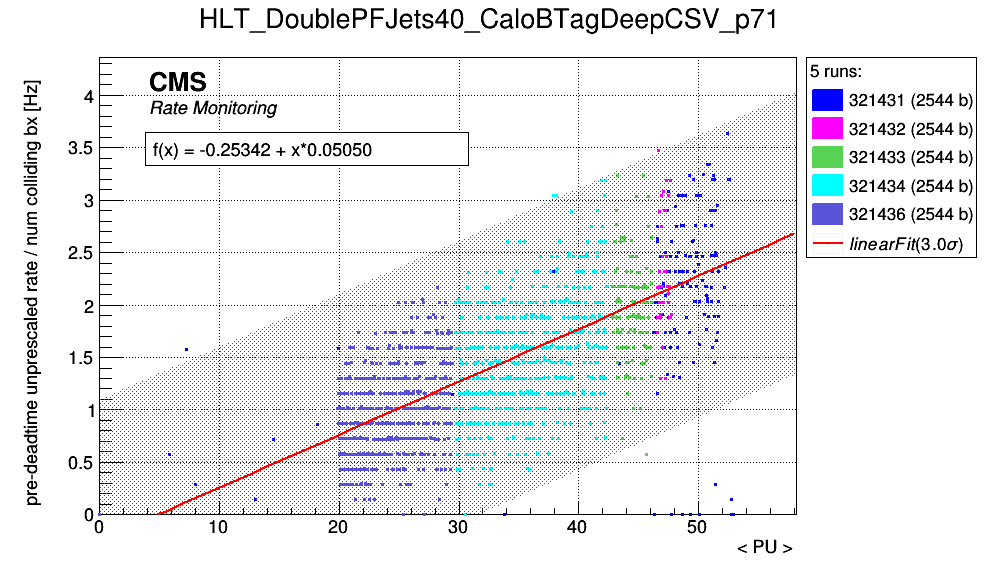 HLT_DoublePFJets40_CaloBTagDeepCSV_p71
pre-deadtime unprescaled rate / num colliding bx [Hz]
CMS
Rate Monitoring
f(x) = -0.25342 + x*0.05050
4
3.5
3
2.5
2
1.5
1
0.5
0
0 10 20 30 40 50
< PU >
5 runs:
321431 (2544 b)
321432 (2544 b)
321433 (2544 b)
321434 (2544 b)
321436 (2544 b)
linearFit(3.0σ)